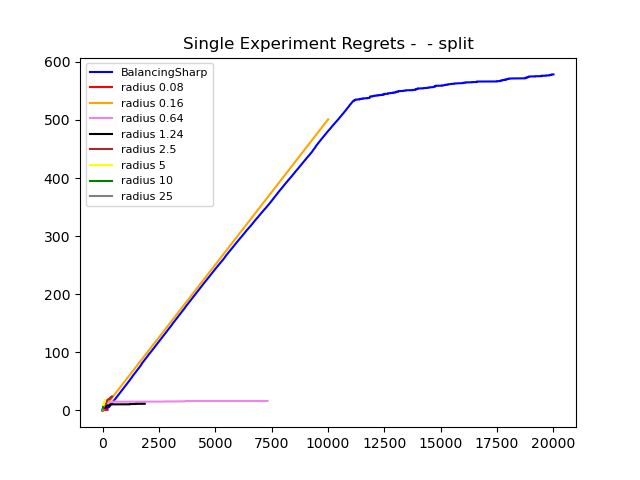 Single Experiment Regrets -  - split
600
500
400
300
200
100
0
BalancingSharp
radius 0.08
radius 0.16
radius 0.64
radius 1.24
radius 2.5
radius 5
radius 10
radius 25
0 2500 5000 7500 10000 12500 15000 17500 20000